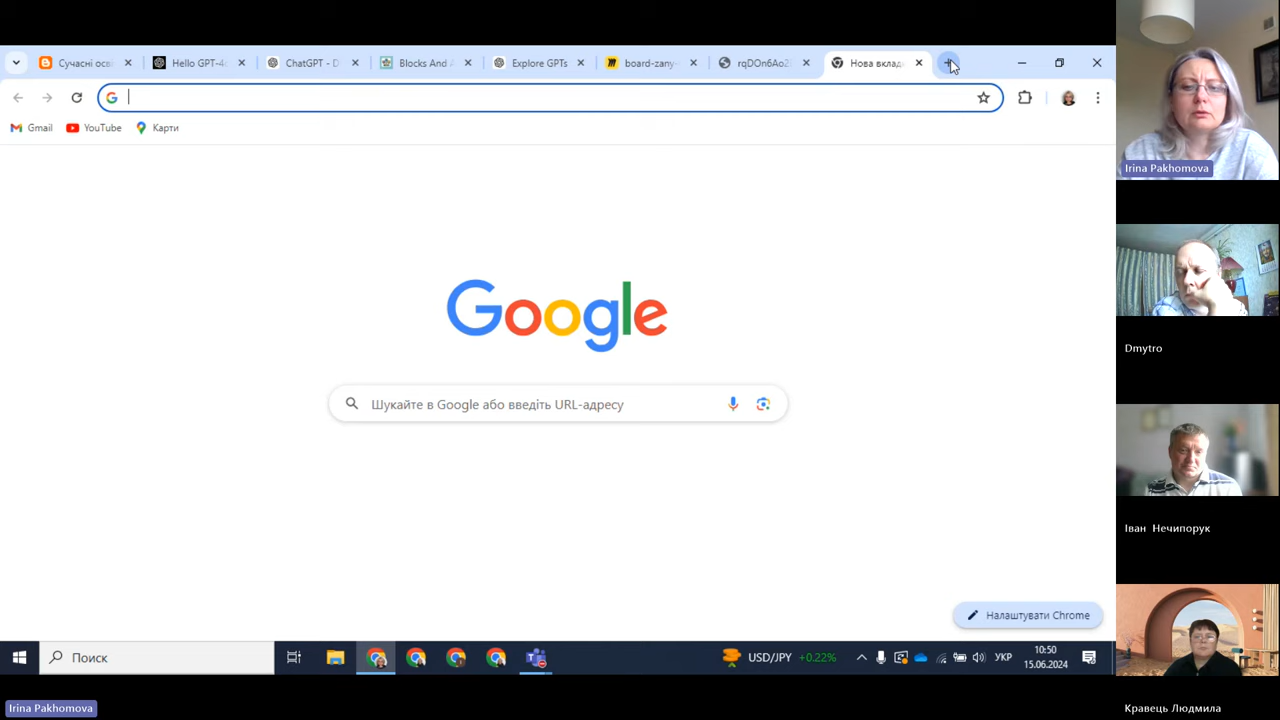 Сучасні осві
Hello GPT-4o
ChatGPT - D
Blocks And A
Explore GPTs
board-zany-
rqDOn6Ao2
Нова вклад
Gmail
YouTube
Карти
Google
Шукайте в Google або введіть URL-адресу
Налаштувати Chrome
Поиск
USD/JPY +0.22%
УКР
10:50
15.06.2024
Irina Pakhomova
Irina Pakhomova
Dmytro
Іван Нечипорук
Кравець Людмила